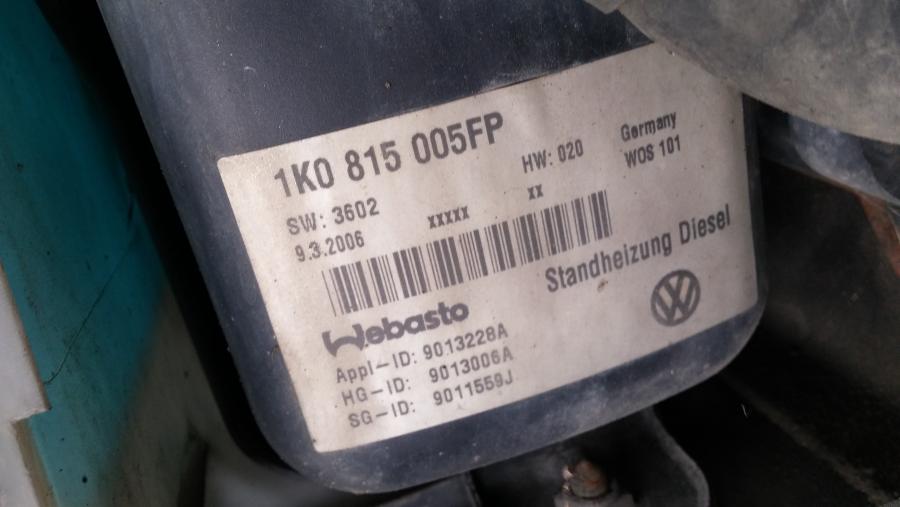 1K0 815 005FP
SW: 3602
HW: 020
Germany
WOS 101
9.3.2006
xxxxx
xx
Standheizung Diesel
Webasto
Appl-ID: 9013228A
HG-ID: 9013006A
SG-ID: 9011559J